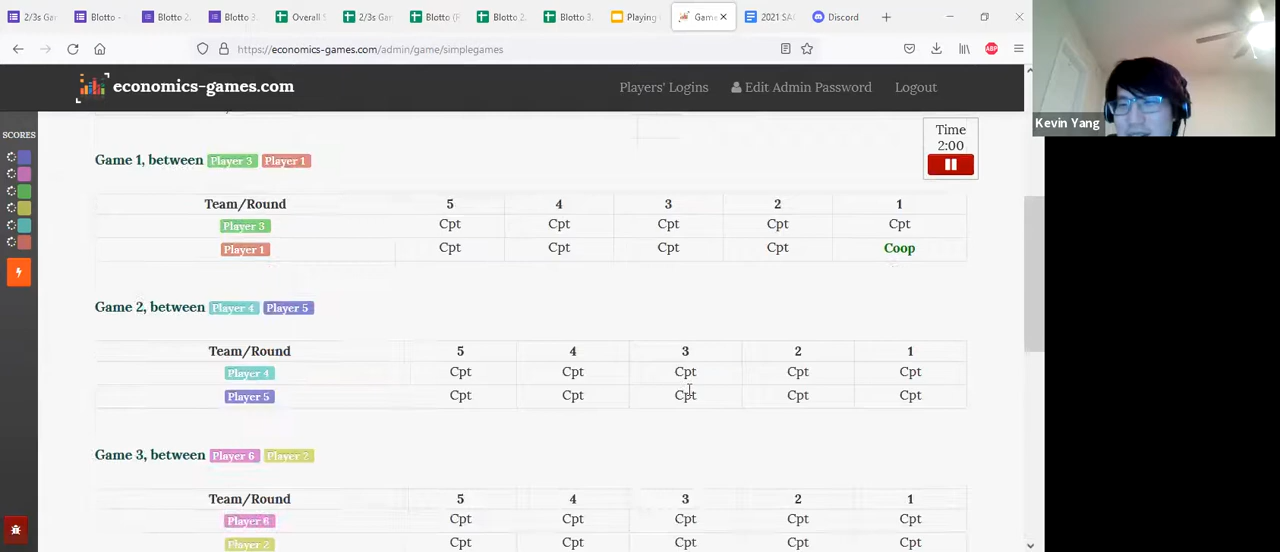 2/3s Ga
Blotto -
Blotto 2
Blotto 3.
Overall S
2/3s Gar
Blotto (R
Blotto 2.
Blotto 3.
Playing
Game
2021 SA
Discord
https://economics-games.com/admin/game/simplegames
ABP
economics-games.com
Players' Logins
Edit Admin Password
Logout
Kevin Yang
SCORES
Time
2:00
Game 1, between Player 3 Player 1
Team/Round 5 4 3 2 1
Player 3 Cpt Cpt Cpt Cpt Cpt
Player 1 Cpt Cpt Cpt Cpt Coop
Game 2, between Player 4 Player 5
Team/Round 5 4 3 2 1
Player 4 Cpt Cpt Cpt Cpt Cpt
Player 5 Cpt Cpt Cpt Cpt Cpt
Game 3, between Player 6 Player 2
Team/Round 5 4 3 2 1
Player 6 Cpt Cpt Cpt Cpt Cpt
Player 2 Cpt Cpt Cpt Cpt Cpt